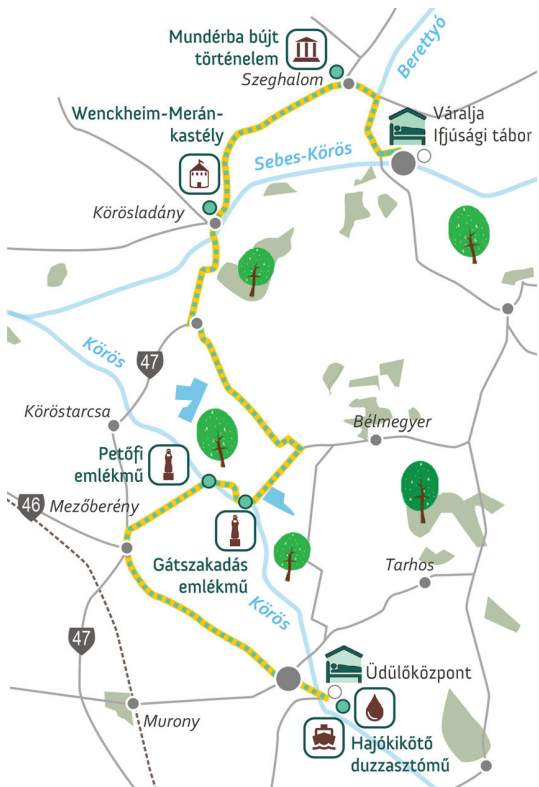 Mundérba bújt
történelem
Szeghalom
Berettyó
Wenckheim-Merán-
kastély
Váralja
Ifjúsági tábor
Sebes-Körös
Körösladány
Körös
47
Köröstarcsa
Bélmegyer
Petőfi
emlékmű
46
Mezőberény
Gátszakadás
emlékmű
Tarhos
Körös
47
Üdülőközpont
Murony
Hajókikötő
duzzasztómű